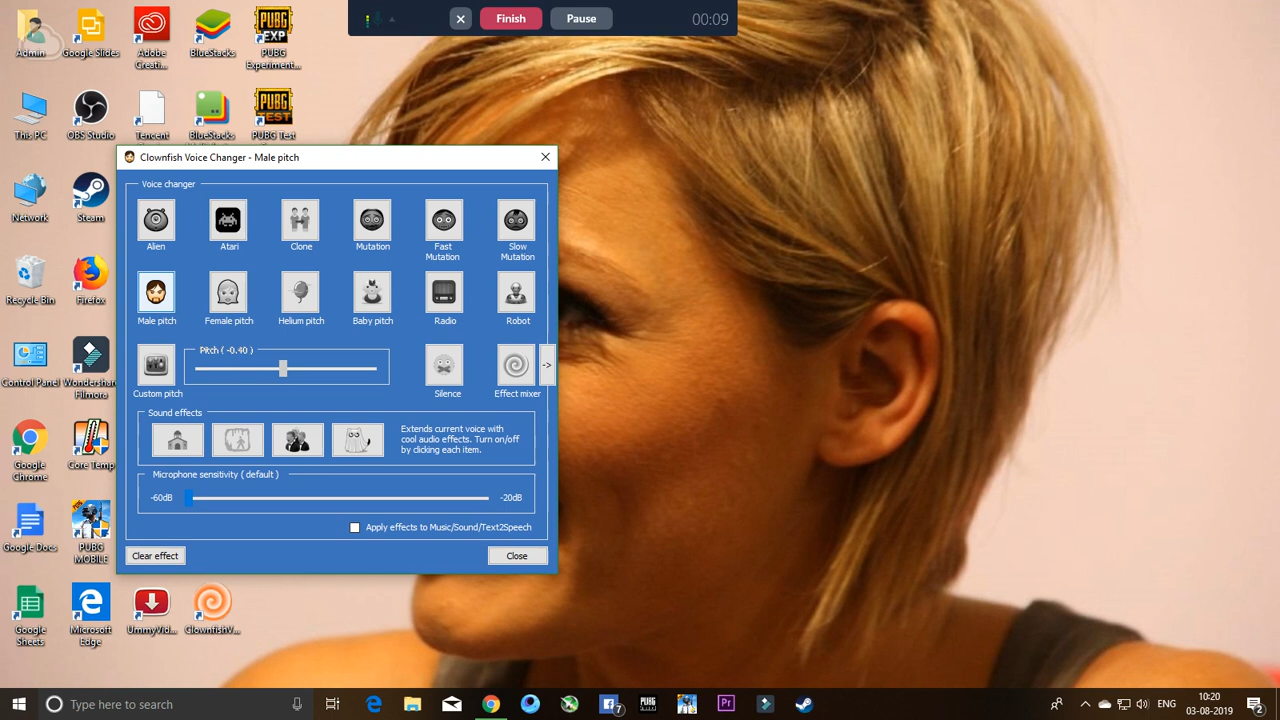 Finish
Pause
00:09
Admin
Google Slides
Adobe Creati...
BlueStacks
PUBG Experiment...
This PC
OBS Studio
Tencent
BlueStacks
PUBG Test
Network
Steam
Recycle Bin
Firefox
Control Panel
Wondershare Filmora
Google Chrome
Core Temp
Google Docs
PUBG MOBILE
Google Sheets
Microsoft Edge
UmmyVid...
ClownfishV...
Clownfish Voice Changer - Male pitch
Voice changer
Alien
Atari
Clone
Mutation
Fast Mutation
Slow Mutation
Male pitch
Female pitch
Helium pitch
Baby pitch
Radio
Robot
Pitch ( -0.40 )
->
Custom pitch
Silence
Effect mixer
Sound effects
Extends current voice with
cool audio effects. Turn on/off
by clicking each item.
Microphone sensitivity ( default )
-60dB
-20dB
Apply effects to Music/Sound/Text2Speech
Clear effect
Close
Type here to search
7
PUBG
Pr
ENG
10:20
03-08-2019
2